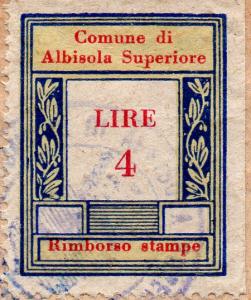 Comune di
Albisola Superiore
LIRE
4
Rimborso stampe